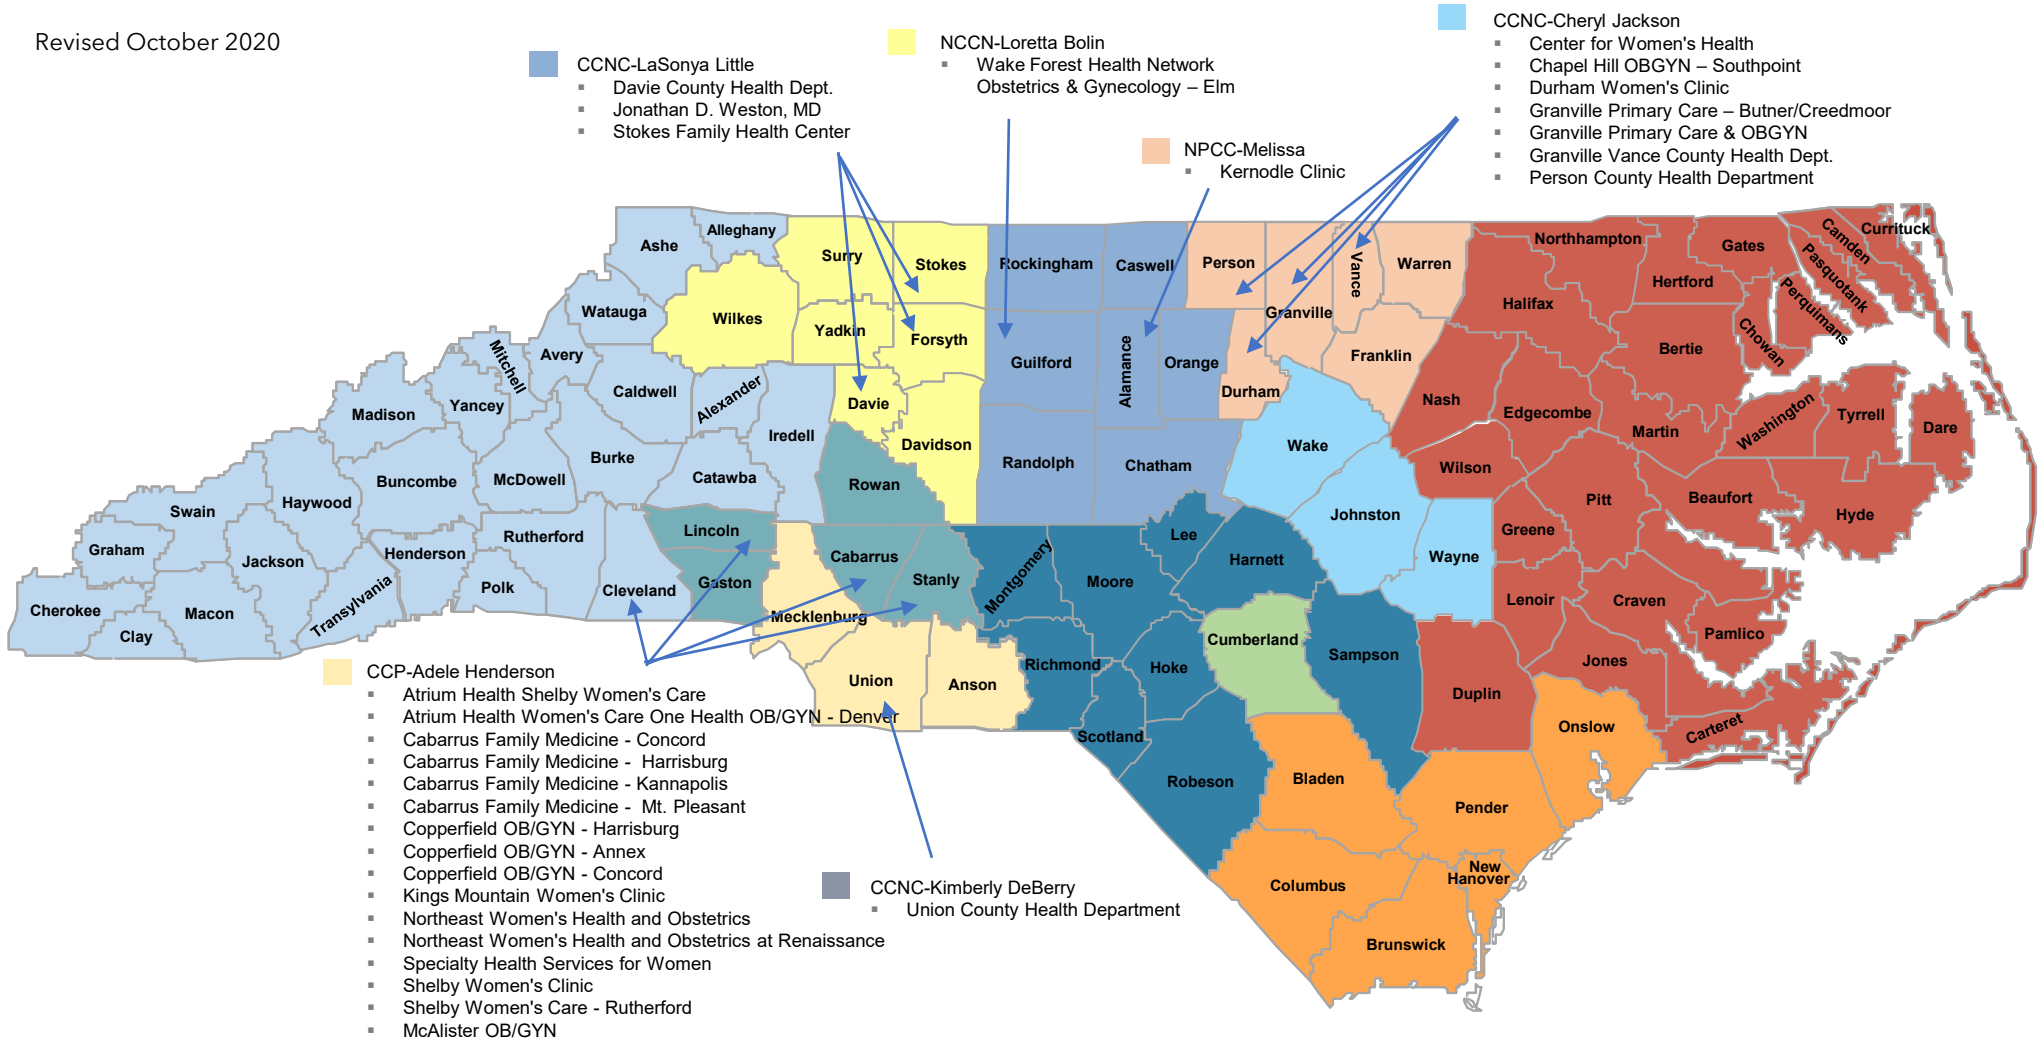 Revised October 2020
CCNC-LaSonya Little
▪ Davie County Health Dept.
▪ Jonathan D. Weston, MD
▪ Stokes Family Health Center
NCCN-Loretta Bolin
▪ Wake Forest Health Network
Obstetrics & Gynecology – Elm
NPCC-Melissa
▪ Kernodle Clinic
CCNC-Cheryl Jackson
▪ Center for Women's Health
▪ Chapel Hill OBGYN – Southpoint
▪ Durham Women's Clinic
▪ Granville Primary Care – Butner/Creedmoor
▪ Granville Primary Care & OBGYN
▪ Granville Vance County Health Dept.
▪ Person County Health Department
Ashe
Alleghany
Surry
Stokes
Rockingham
Caswell
Person
Vance
Warren
Northhampton
Gates
Camden
Currituck
Pasquotank
Perquimans
Hertford
Halifax
Granville
Watauga
Wilkes
Yadkin
Forsyth
Guilford
Alamance
Orange
Durham
Franklin
Chowan
Bertie
Mitchell
Avery
Caldwell
Alexander
Davie
Nash
Edgecombe
Martin
Washington
Tyrrell
Dare
Madison
Yancey
Iredell
Davidson
Randolph
Chatham
Wake
Wilson
Burke
Catawba
Rowan
Buncombe
McDowell
Haywood
Swain
Pitt
Beaufort
Hyde
Johnston
Greene
Lincoln
Rutherford
Graham
Jackson
Henderson
Cabarrus
Stanly
Montgomery
Moore
Lee
Harnett
Wayne
Gaston
Polk
Cleveland
Cherokee
Clay
Macon
Transylvania
Mecklenburg
Lenoir
Craven
Pamlico
Cumberland
Sampson
Jones
Richmond
Hoke
Union
Anson
Duplin
Onslow
Carteret
Scotland
Robeson
Bladen
Pender
Columbus
New
Hanover
Brunswick
CCP-Adele Henderson
▪ Atrium Health Shelby Women's Care
▪ Atrium Health Women's Care One Health OB/GYN - Denver
▪ Cabarrus Family Medicine - Concord
▪ Cabarrus Family Medicine - Harrisburg
▪ Cabarrus Family Medicine - Kannapolis
▪ Cabarrus Family Medicine - Mt. Pleasant
▪ Copperfield OB/GYN - Harrisburg
▪ Copperfield OB/GYN - Annex
▪ Copperfield OB/GYN - Concord
▪ Kings Mountain Women's Clinic
▪ Northeast Women's Health and Obstetrics
▪ Northeast Women's Health and Obstetrics at Renaissance
▪ Specialty Health Services for Women
▪ Shelby Women's Clinic
▪ Shelby Women's Care - Rutherford
▪ McAlister OB/GYN
CCNC-Kimberly DeBerry
▪ Union County Health Department